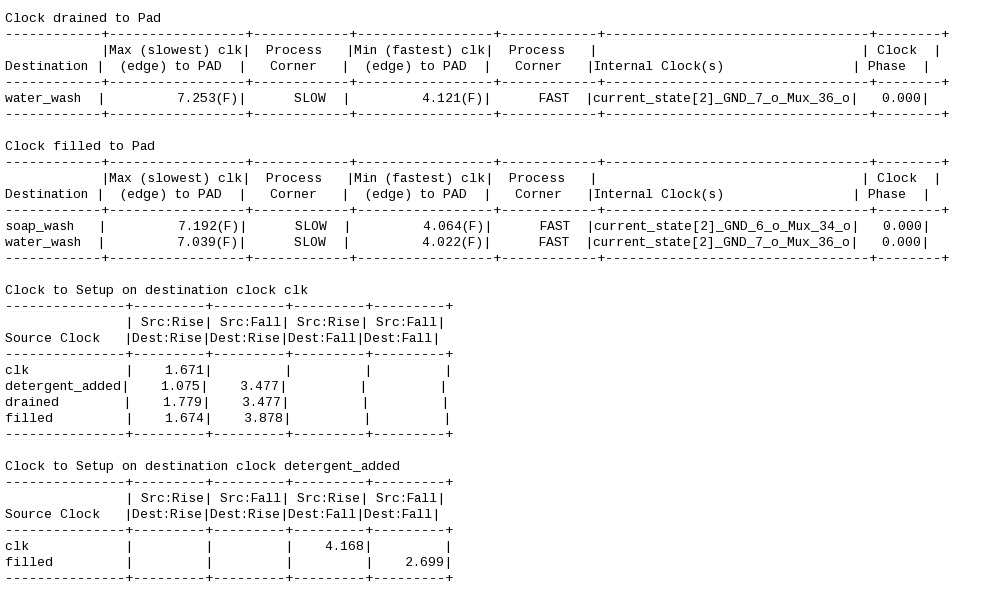 Clock drained to Pad
------------+-----------------+------------+-----------------+------------+---------------------------------+--------+
            |Max (slowest) clk|  Process   |Min (fastest) clk|  Process   |                                 | Clock  |
Destination |  (edge) to PAD  |   Corner   |  (edge) to PAD  |   Corner   |Internal Clock(s)                | Phase  |
------------+-----------------+------------+-----------------+------------+---------------------------------+--------+
water_wash  |         7.253(F)|      SLOW  |         4.121(F)|      FAST  |current_state[2]_GND_7_o_Mux_36_o|   0.000|
------------+-----------------+------------+-----------------+------------+---------------------------------+--------+

Clock filled to Pad
------------+-----------------+------------+-----------------+------------+---------------------------------+--------+
            |Max (slowest) clk|  Process   |Min (fastest) clk|  Process   |                                 | Clock  |
Destination |  (edge) to PAD  |   Corner   |  (edge) to PAD  |   Corner   |Internal Clock(s)                | Phase  |
------------+-----------------+------------+-----------------+------------+---------------------------------+--------+
soap_wash   |         7.192(F)|      SLOW  |         4.064(F)|      FAST  |current_state[2]_GND_6_o_Mux_34_o|   0.000|
water_wash  |         7.039(F)|      SLOW  |         4.022(F)|      FAST  |current_state[2]_GND_7_o_Mux_36_o|   0.000|
------------+-----------------+------------+-----------------+------------+---------------------------------+--------+

Clock to Setup on destination clock clk
---------------+---------+---------+---------+---------+
               | Src:Rise| Src:Fall| Src:Rise| Src:Fall|
Source Clock   |Dest:Rise|Dest:Rise|Dest:Fall|Dest:Fall|
---------------+---------+---------+---------+---------+
clk            |    1.671|         |         |         |
detergent_added|    1.075|    3.477|         |         |
drained        |    1.779|    3.477|         |         |
filled         |    1.674|    3.878|         |         |
---------------+---------+---------+---------+---------+

Clock to Setup on destination clock detergent_added
---------------+---------+---------+---------+---------+
               | Src:Rise| Src:Fall| Src:Rise| Src:Fall|
Source Clock   |Dest:Rise|Dest:Rise|Dest:Fall|Dest:Fall|
---------------+---------+---------+---------+---------+
clk            |         |         |    4.168|         |
filled         |         |         |         |    2.699|
---------------+---------+---------+---------+---------+